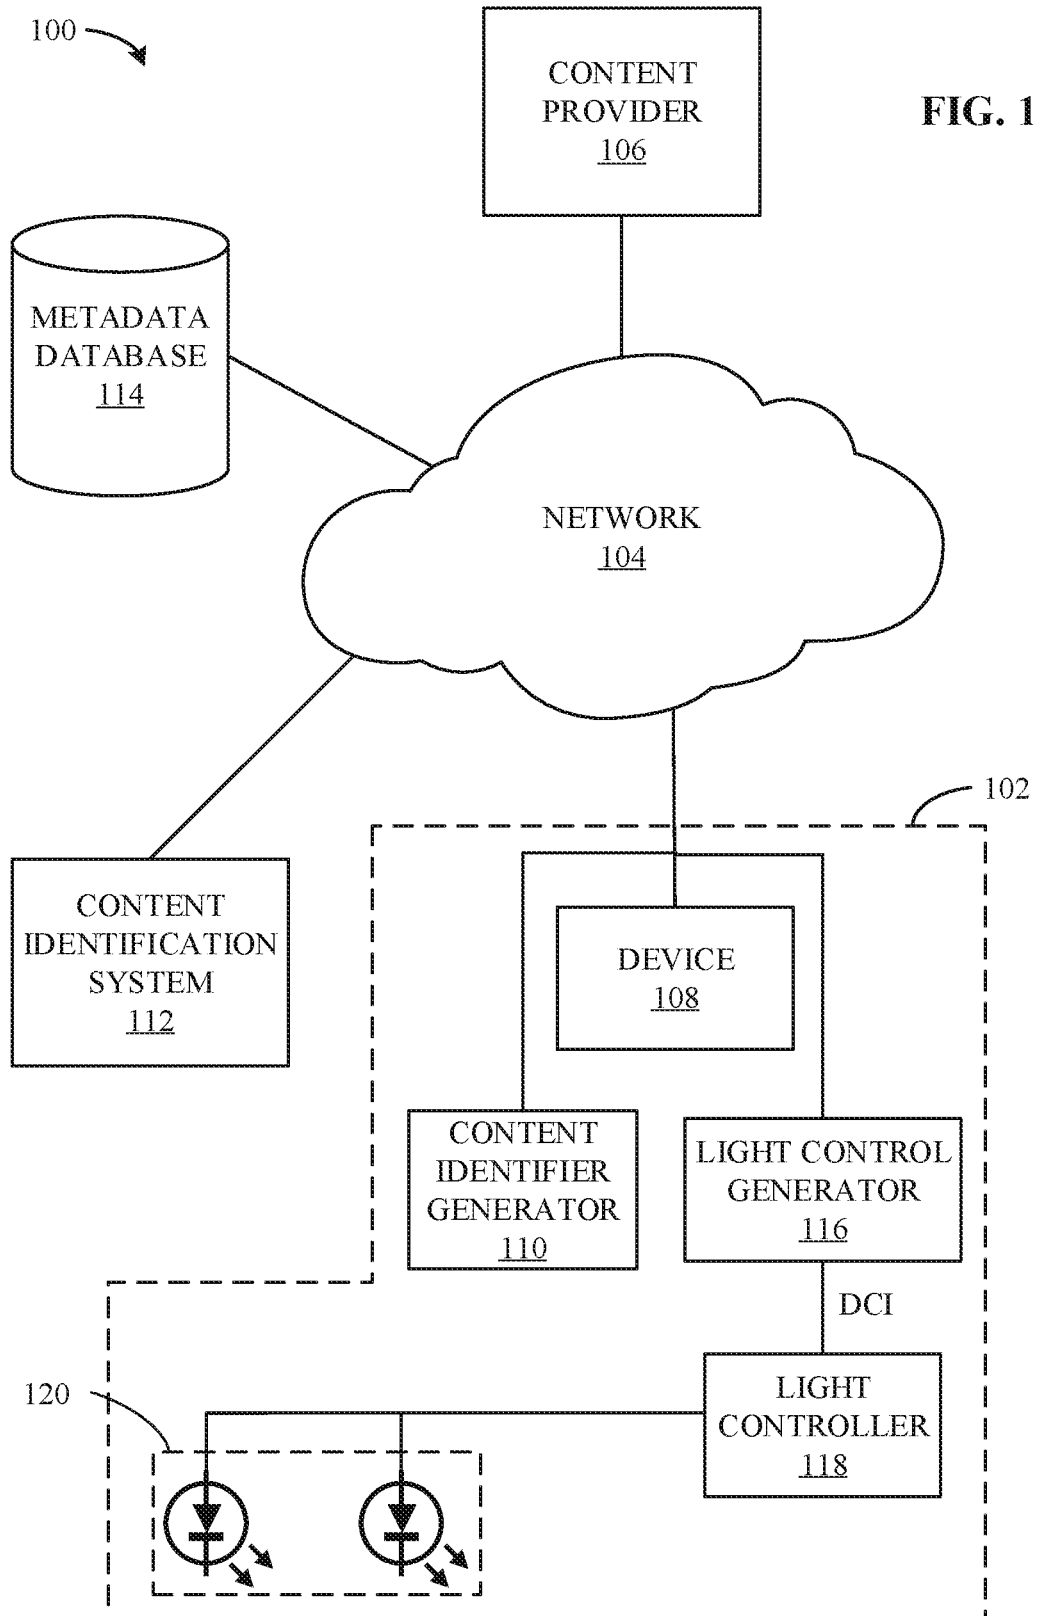 100
CONTENT
PROVIDER
106
FIG. 1
METADATA
DATABASE
114
NETWORK
104
102
CONTENT
IDENTIFICATION
SYSTEM
112
DEVICE
108
CONTENT
IDENTIFIER
GENERATOR
110
LIGHT CONTROL
GENERATOR
116
DCI
120
LIGHT
CONTROLLER
118